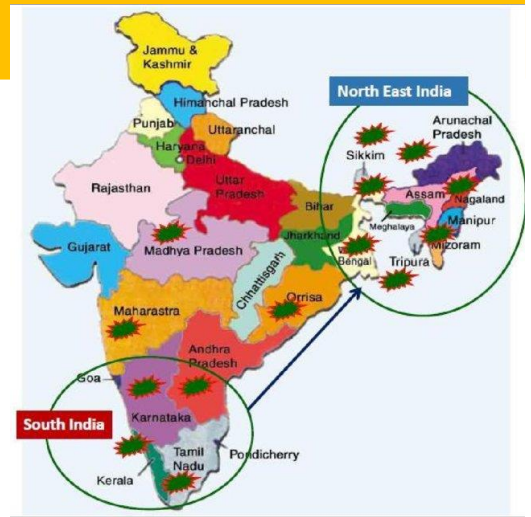 Jammu &
Kashmir
Himanchal Pradesh
Punjab
Uttaranchal
Haryana
Delhi
North East India
Arunachal
Pradesh
Sikkim
Rajasthan
Uttar
Pradesh
Assam
Nagaland
Bihar
Meghalaya
Manipur
Gujarat
Madhya Pradesh
Jharkhand
Bengal
Tripura
Mizoram
Chhattisgarh
Maharastra
Orrisa
Andhra
Pradesh
Goa
Karnataka
South India
Tamil
Nadu
Pondicherry
Kerala